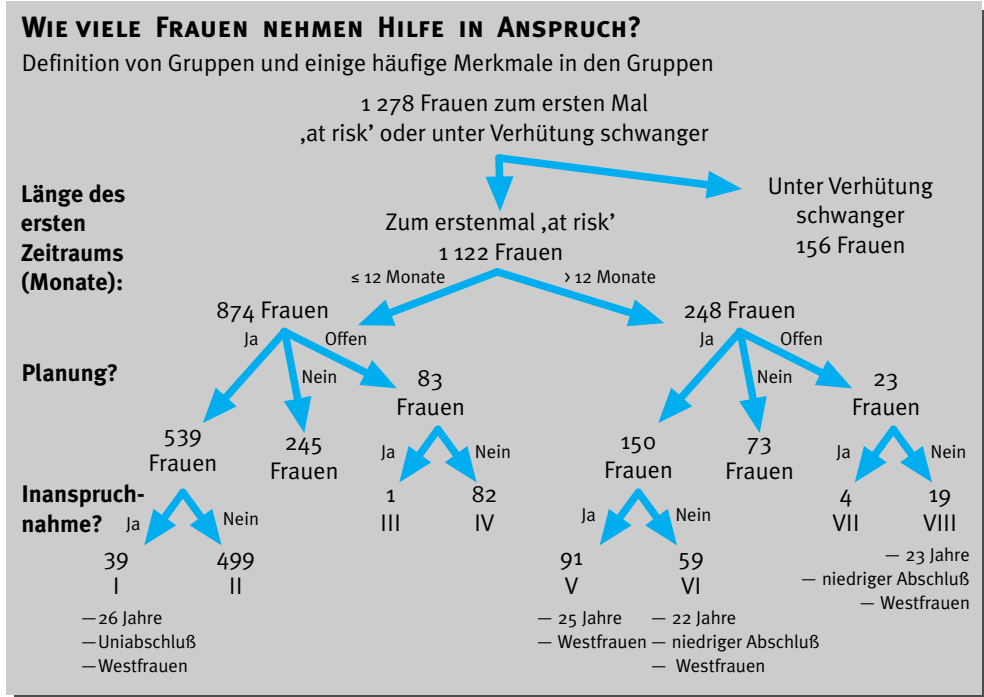 WIE VIELE FRAUEN NEHMEN HILFE IN ANSPRUCH?
Definition von Gruppen und einige häufige Merkmale in den Gruppen
1 278 Frauen zum ersten Mal
‚at risk’ oder unter Verhütung schwanger
Länge des
ersten
Zeitraums
(Monate):
Zum erstenmal ‚at risk’
1 122 Frauen
Unter Verhütung
schwanger
156 Frauen
≤ 12 Monate
> 12 Monate
874 Frauen
248 Frauen
Planung?
Ja
Nein
Offen
Ja
Nein
Offen
539
Frauen
245
Frauen
83
Frauen
150
Frauen
73
Frauen
23
Frauen
Inanspruch-
nahme?
Ja
Nein
Ja
Nein
Ja
Nein
Ja
Nein
39
I
499
II
1
III
82
IV
91
V
59
VI
4
VII
19
VIII
— 26 Jahre
— Uniabschluß
— Westfrauen
— 25 Jahre
— Westfrauen
— 22 Jahre
— niedriger Abschluß
— Westfrauen
— 23 Jahre
— niedriger Abschluß
— Westfrauen